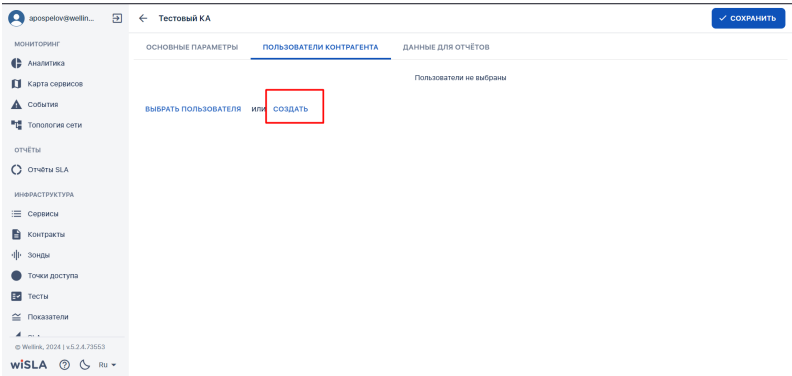 apospelov@wellin...
Тестовый КА
СОХРАНИТЬ
МОНИТОРИНГ
Аналитика
Карта сервисов
События
Топология сети
ОТЧЁТЫ
Отчёты SLA
ИНФРАСТРУКТУРА
Сервисы
Контракты
Зонды
Точки доступа
Тесты
Показатели
© Wellink, 2024 | v.5.2.4.73553
wiSLA
Ru
ОСНОВНЫЕ ПАРАМЕТРЫ ПОЛЬЗОВАТЕЛИ КОНТРАГЕНТА ДАННЫЕ ДЛЯ ОТЧЁТОВ
Пользователи не выбраны
ВЫБРАТЬ ПОЛЬЗОВАТЕЛЯ ИЛИ СОЗДАТЬ